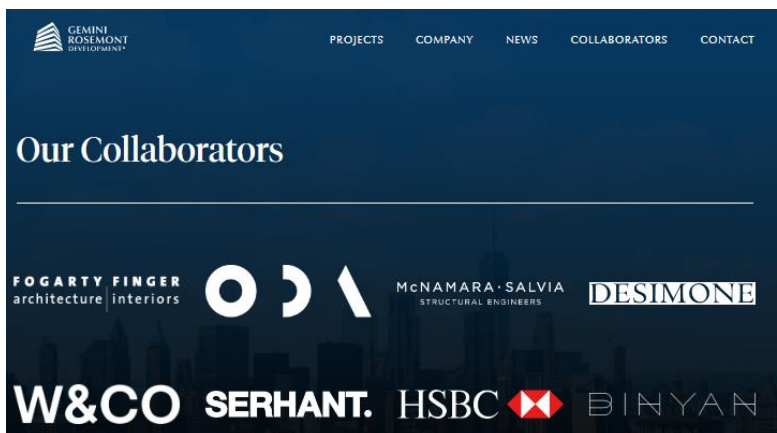 GEMINI
ROSEMONT
DEVELOPMENT
PROJECTS COMPANY NEWS COLLABORATORS CONTACT
Our Collaborators
FOGARTY FINGER
architecture | interiors
ODA
McNAMARA · SALVIA
STRUCTURAL ENGINEERS
DESIMONE
W&CO
SERHANT.
HSBC
BINYAN